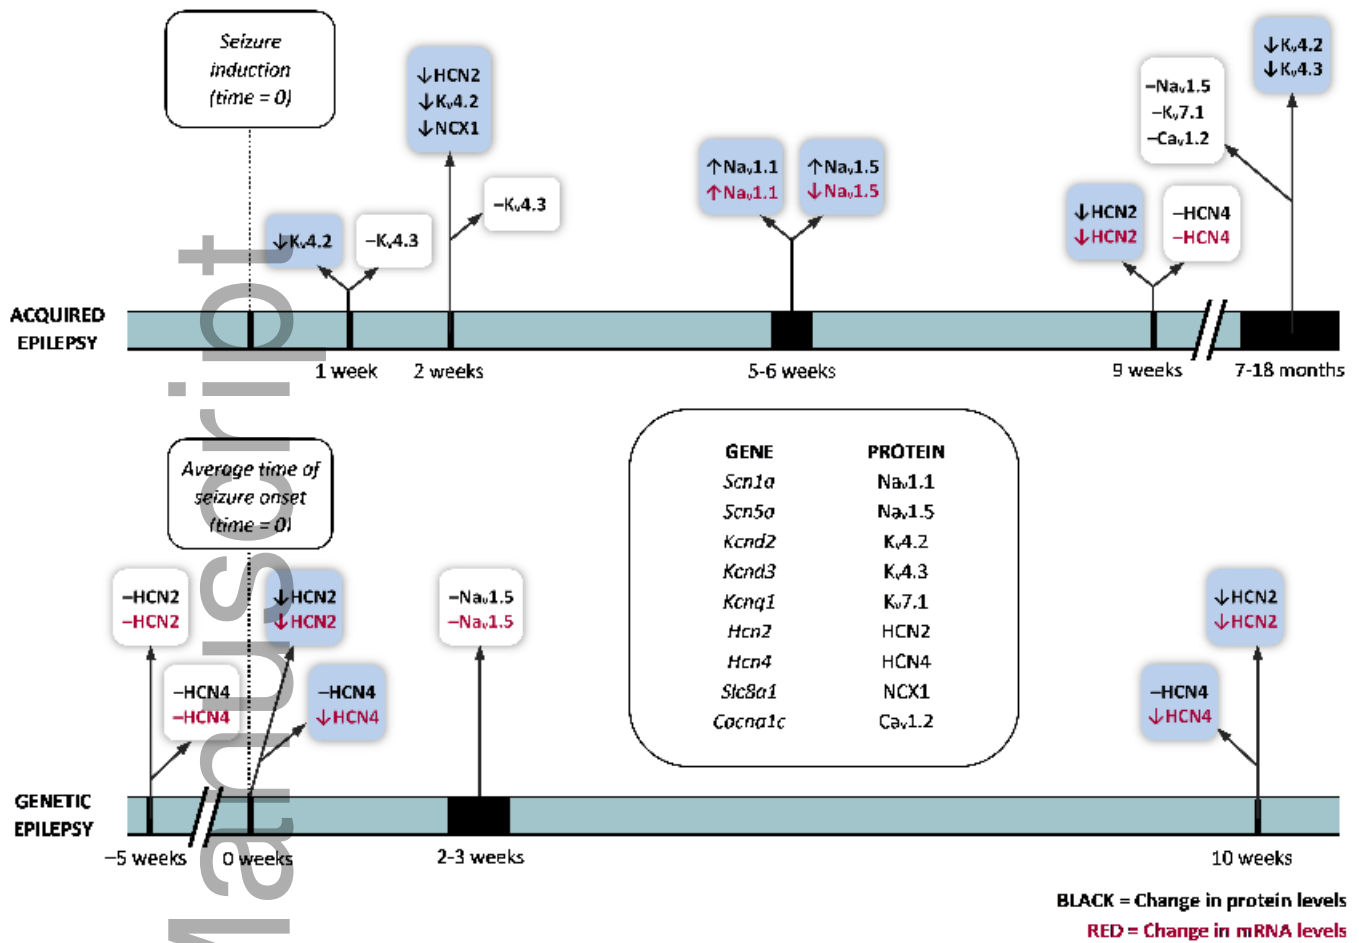 Seizure
induction
(time = 0)
↓HCN2
↓Kᵥ4.2
↓NCX1
–Kᵥ4.3
↓Kᵥ4.2
–Kᵥ4.3
↑Naᵥ1.1
↑Naᵥ1.1
↑Naᵥ1.5
↓Naᵥ1.5
↓HCN2
↓HCN2
–HCN4
–HCN4
–Naᵥ1.5
–Kᵥ7.1
–Caᵥ1.2
↓Kᵥ4.2
↓Kᵥ4.3
ACQUIRED
EPILEPSY
1 week
2 weeks
5-6 weeks
9 weeks
7-18 months
Average time of
seizure onset
(time = 0)
GENE PROTEIN
Scn1a Naᵥ1.1
Scn5a Naᵥ1.5
Kcnd2 Kᵥ4.2
Kcnd3 Kᵥ4.3
Kcnq1 Kᵥ7.1
Hcn2 HCN2
Hcn4 HCN4
Slc8a1 NCX1
Cacna1c Caᵥ1.2
–HCN2
–HCN2
–HCN4
–HCN4
↓HCN2
↓HCN2
–HCN4
↓HCN4
–Naᵥ1.5
–Naᵥ1.5
–HCN4
↓HCN4
↓HCN2
↓HCN2
GENETIC
EPILEPSY
–5 weeks
0 weeks
2-3 weeks
10 weeks
BLACK = Change in protein levels
RED = Change in mRNA levels
Manuscript